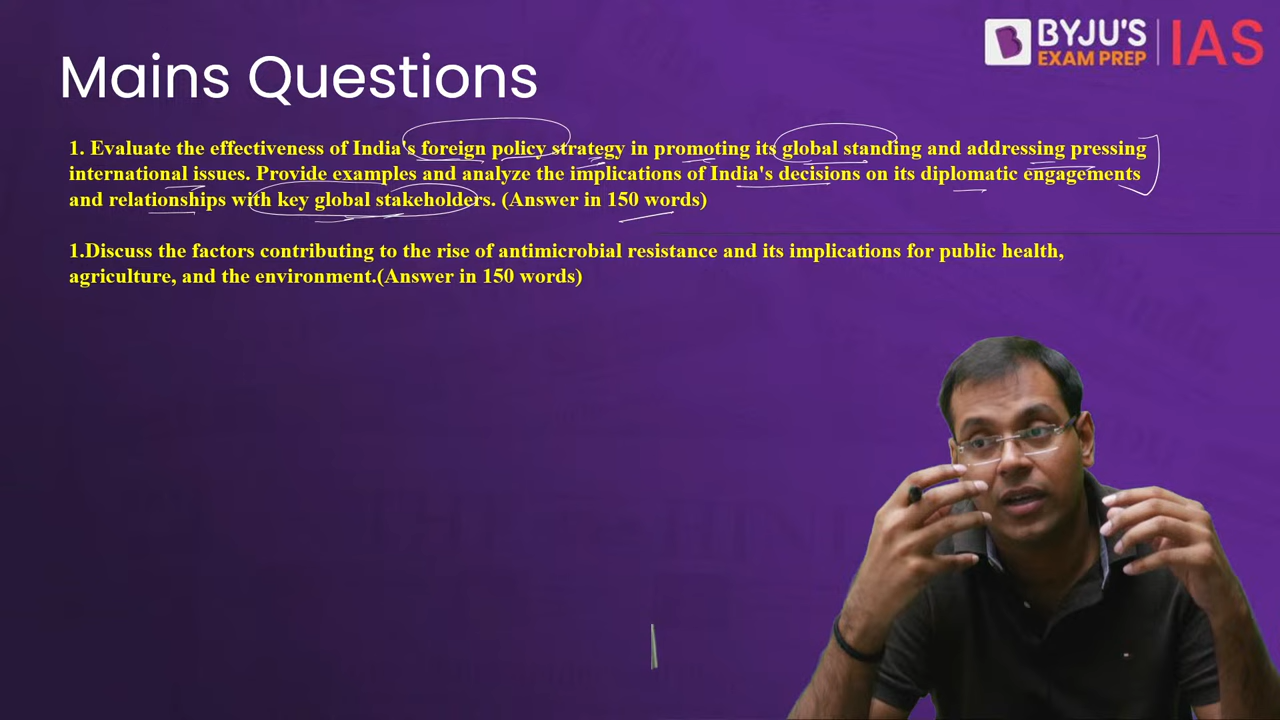 BYJU'S
EXAM PREP
IAS
Mains Questions
1. Evaluate the effectiveness of India's foreign policy strategy in promoting its global standing and addressing pressing
international issues. Provide examples and analyze the implications of India's decisions on its diplomatic engagements
and relationships with key global stakeholders. (Answer in 150 words)
1.Discuss the factors contributing to the rise of antimicrobial resistance and its implications for public health,
agriculture, and the environment.(Answer in 150 words)